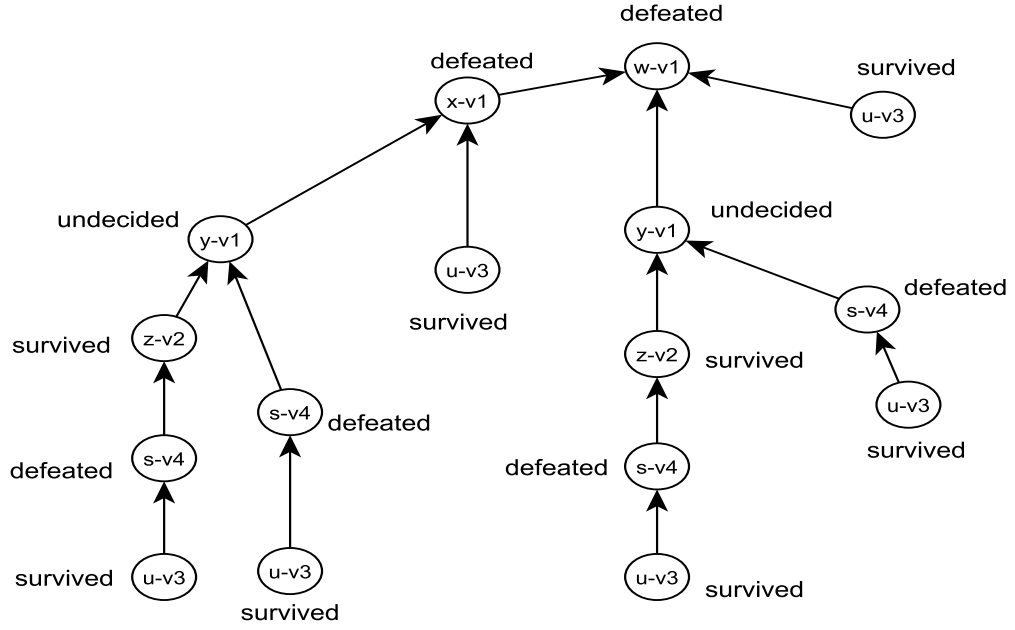 defeated
w-v1
defeated
x-v1
survived
u-v3
undecided
y-v1
undecided
y-v1
u-v3
survived
defeated
s-v4
survived
z-v2
z-v2
survived
u-v3
survived
s-v4
defeated
defeated
s-v4
defeated
s-v4
survived
u-v3
u-v3
survived
u-v3
survived